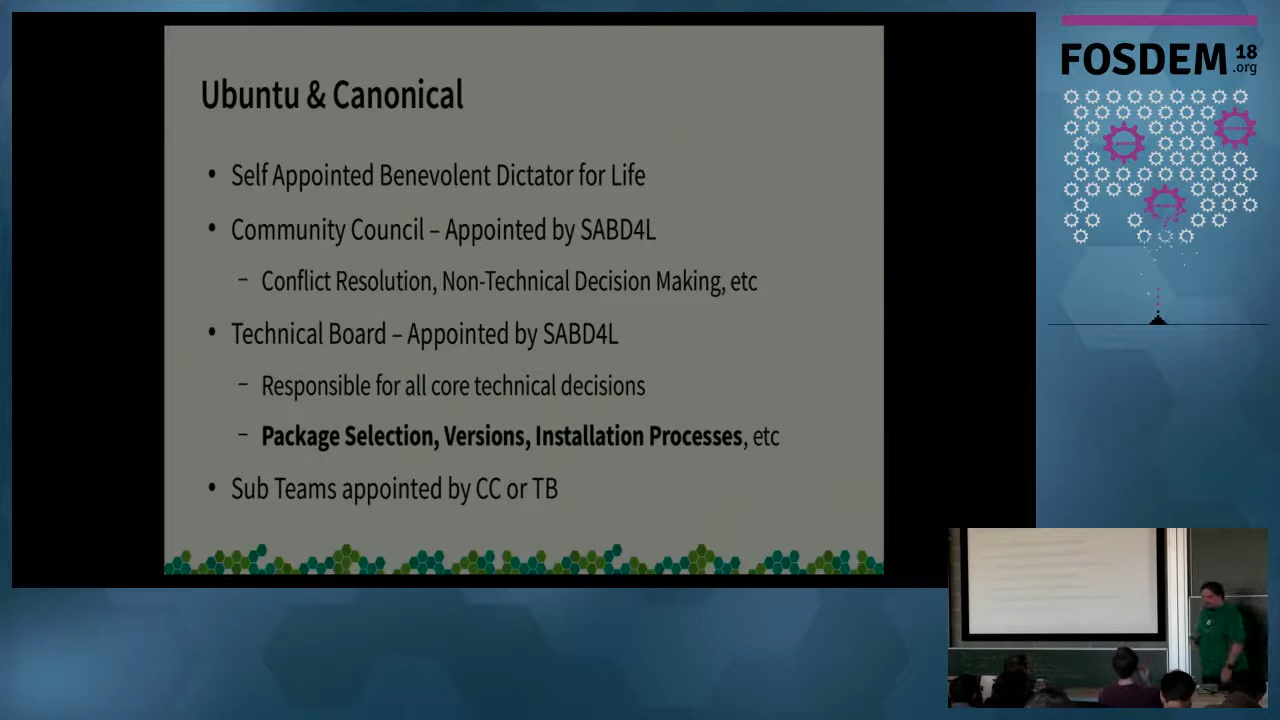 Ubuntu & Canonical
• Self Appointed Benevolent Dictator for Life
• Community Council – Appointed by SABD4L
– Conflict Resolution, Non-Technical Decision Making, etc
• Technical Board – Appointed by SABD4L
– Responsible for all core technical decisions
– Package Selection, Versions, Installation Processes, etc
• Sub Teams appointed by CC or TB
FOSDEM 18
.org